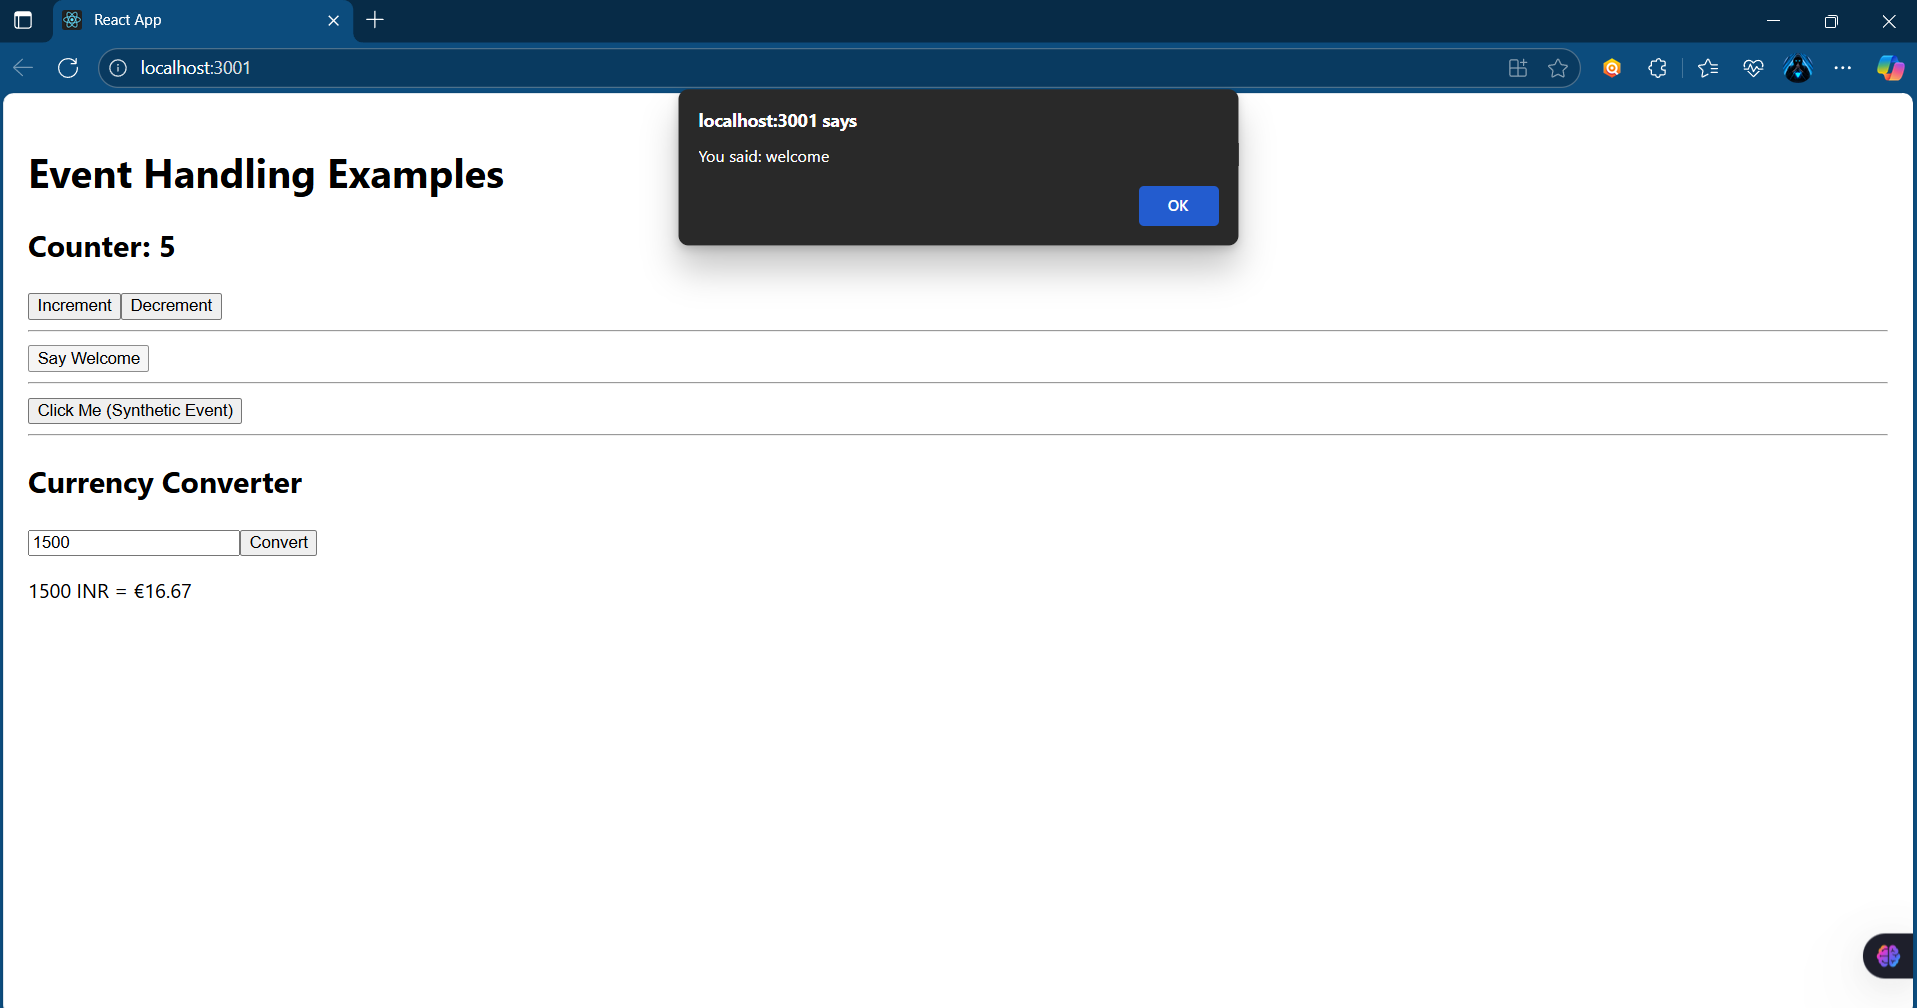 React App
localhost:3001
localhost:3001 says
You said: welcome
OK
Event Handling Examples
Counter: 5
Increment Decrement
Say Welcome
Click Me (Synthetic Event)
Currency Converter
1500 Convert
1500 INR = €16.67